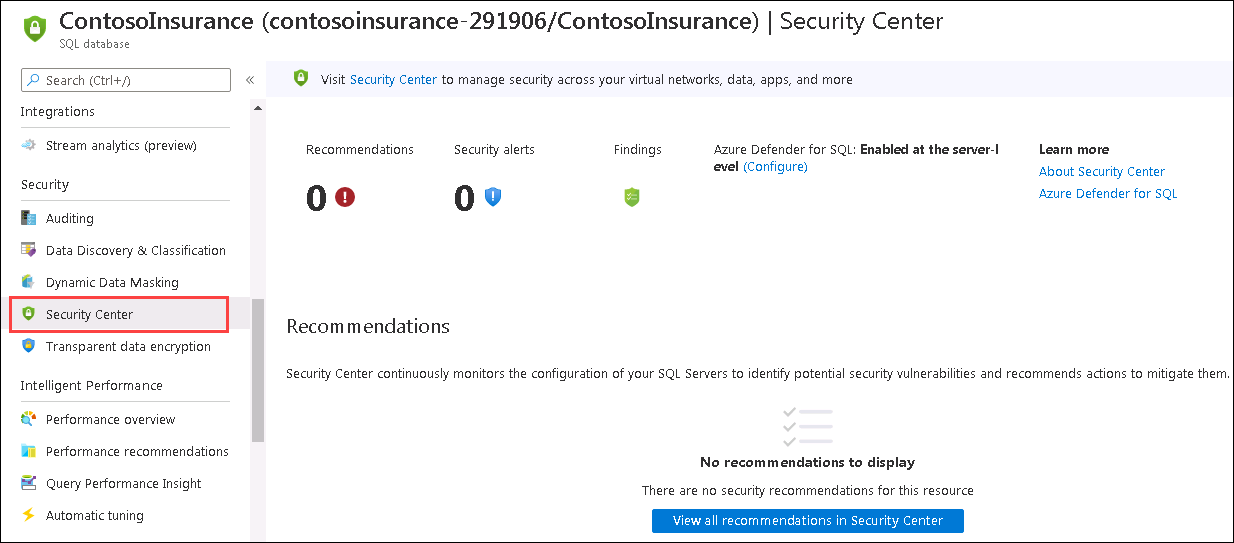 ContosoInsurance (contosoinsurance-291906/ContosoInsurance) | Security Center
SQL database
Search (Ctrl+/)
«
Integrations
Stream analytics (preview)
Security
Auditing
Data Discovery & Classification
Dynamic Data Masking
Security Center
Transparent data encryption
Intelligent Performance
Performance overview
Performance recommendations
Query Performance Insight
Automatic tuning
Visit Security Center to manage security across your virtual networks, data, apps, and more
Recommendations
0
Security alerts
0
Findings
Azure Defender for SQL: Enabled at the server-l
evel (Configure)
Learn more
About Security Center
Azure Defender for SQL
Recommendations
Security Center continuously monitors the configuration of your SQL Servers to identify potential security vulnerabilities and recommends actions to mitigate them.
No recommendations to display
There are no security recommendations for this resource
View all recommendations in Security Center